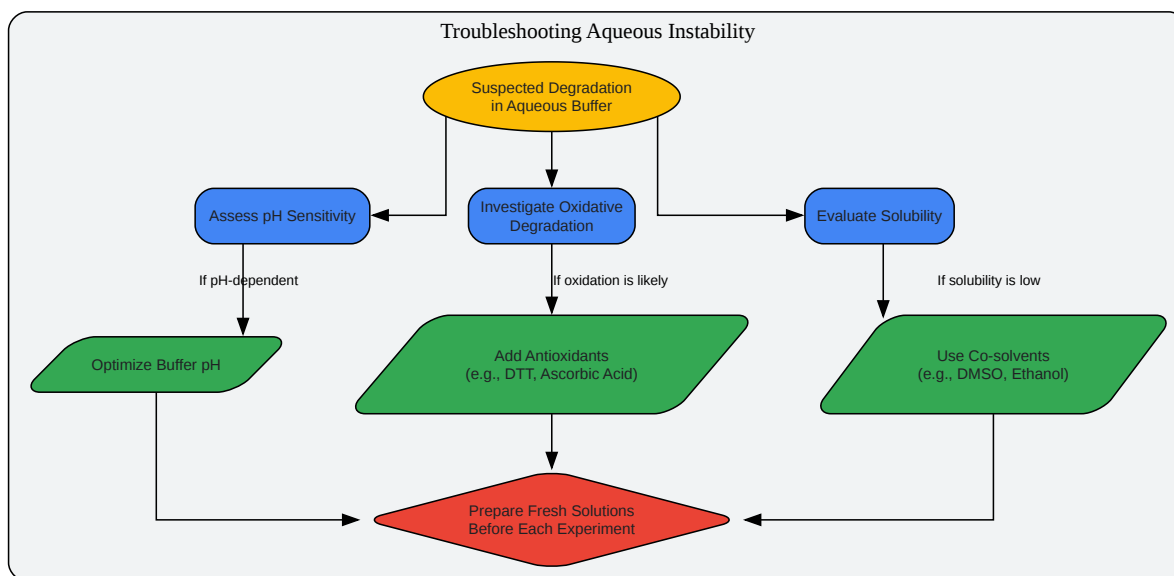 Troubleshooting Aqueous Instability
Suspected Degradation
in Aqueous Buffer
Assess pH Sensitivity
Investigate Oxidative
Degradation
Evaluate Solubility
If pH-dependent
If oxidation is likely
If solubility is low
Optimize Buffer pH
Add Antioxidants
(e.g., DTT, Ascorbic Acid)
Use Co-solvents
(e.g., DMSO, Ethanol)
Prepare Fresh Solutions
Before Each Experiment